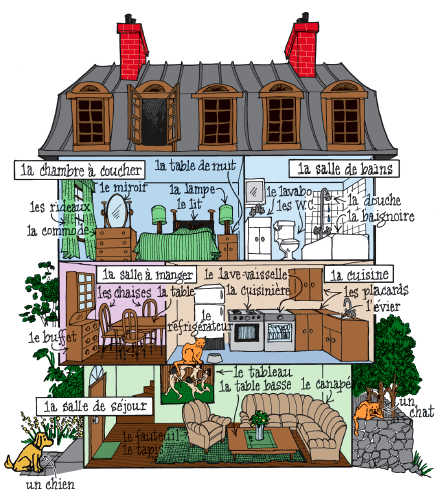 la chambre à coucher
la table de nuit
la salle de bains
le miroir
la lampe
le lit
les rideaux
la commode
le lavabo
les W.C.
la douche
la baignoire
la salle à manger
les chaises
la table
le buffet
le lave-vaisselle
la cuisinière
le
réfrigérateur
la cuisine
les placards
l'évier
le tableau
la table basse
le canapé
la salle de séjour
le fauteuil
le tapis
un
chat
un chien